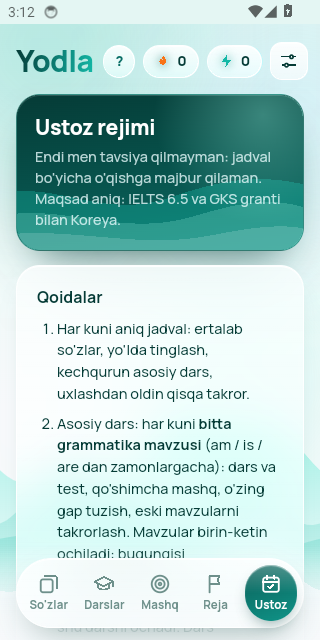 3:12
Yodla
?
0
0
Ustoz rejimi
Endi men tavsiya qilmayman: jadval
bo'yicha o'qishga majbur qilaman.
Maqsad aniq: IELTS 6.5 va GKS granti
bilan Koreya.
Qoidalar
1. Har kuni aniq jadval: ertalab
so'zlar, yo'lda tinglash,
kechqurun asosiy dars,
uxlashdan oldin qisqa takror.
2. Asosiy dars: har kuni bitta
grammatika mavzusi (am / is /
are dan zamonlargacha): dars va
test, qo'shimcha mashq, o'zing
gap tuzish, eski mavzularni
takrorlash. Mavzular birin-ketin
ochiladi: bugungisi
So'zlar
Darslar
Mashq
Reja
Ustoz